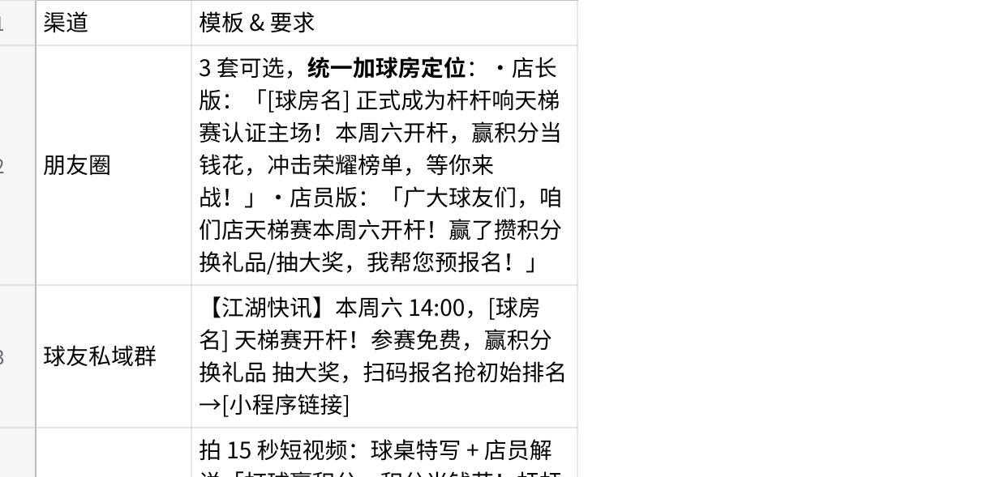 渠道
模板 & 要求
朋友圈
3 套可选，统一加球房定位：・店长
版：「[球房名] 正式成为杆杆响天梯
赛认证主场！本周六开杆，赢积分当
钱花，冲击荣耀榜单，等你来
战！」・店员版：「广大球友们，咱
们店天梯赛本周六开杆！赢了攒积分
换礼品/抽大奖，我帮您预报名！」
球友私域群
【江湖快讯】本周六 14:00，[球房
名] 天梯赛开杆！参赛免费，赢积分
换礼品 抽大奖，扫码报名抢初始排名
→[小程序链接]
拍 15 秒短视频：球桌特写 + 店员解